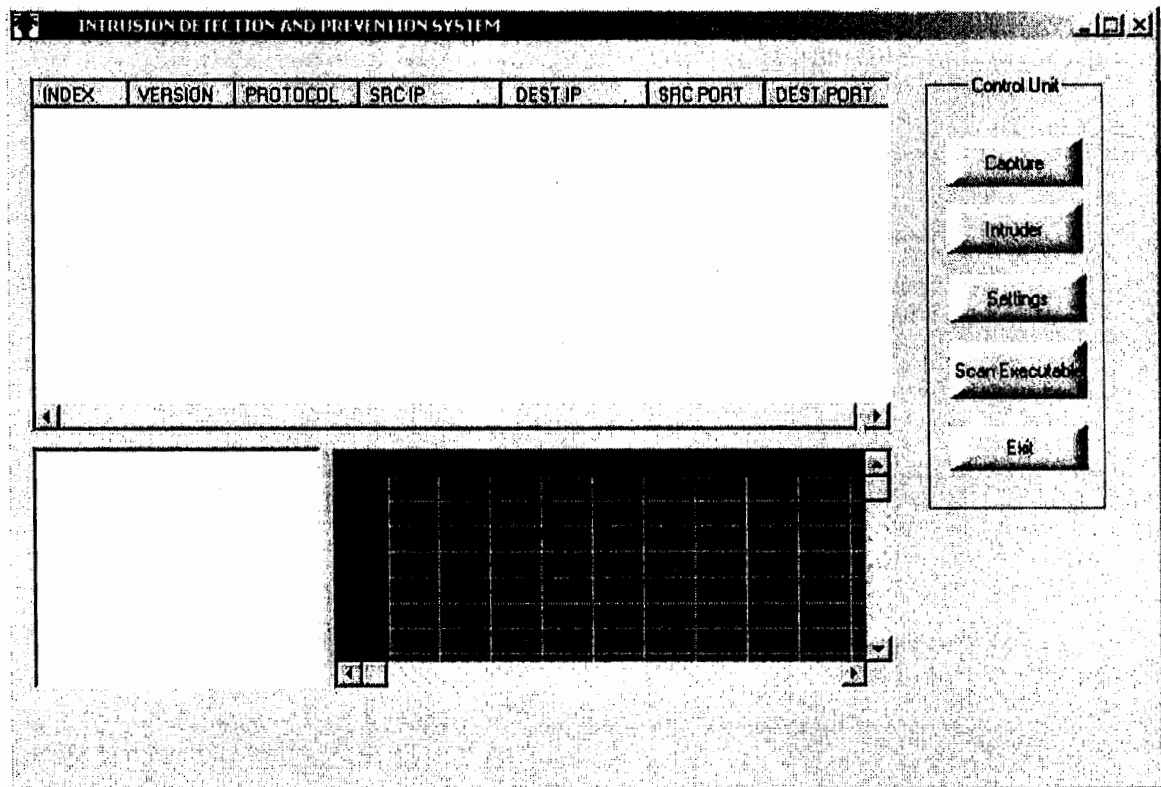 INTRUSION DETECTION AND PREVENTION SYSTEM
INDEX VERSION PROTOCOL SRC IP DEST IP SRC PORT DEST PORT
Control Unit
Capture
Intruder
Settings
Scan Executable
Exit